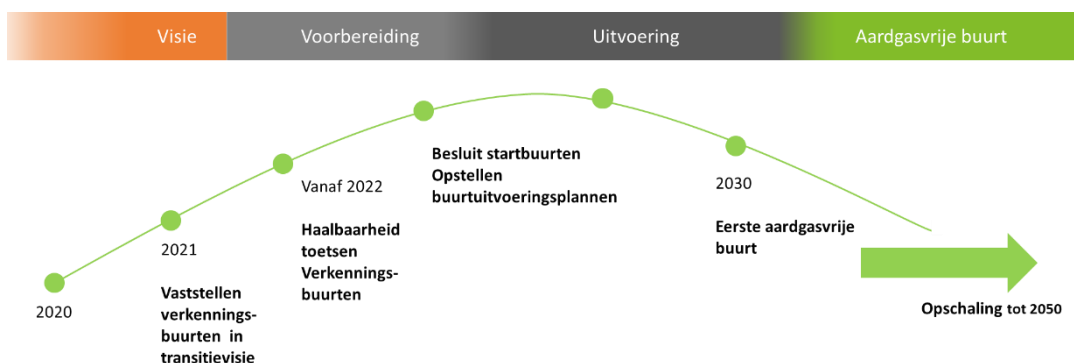 Visie
Voorbereiding
Uitvoering
Aardgasvrije buurt
2020
2021
Vaststellen
verkennings-
buurten in
transitievisie
Vanaf 2022
Haalbaarheid
toetsen
Verkennings-
buurten
Besluit startbuurten
Opstellen
buurtuitvoeringsplannen
2030
Eerste aardgasvrije
buurt
Opschaling tot 2050